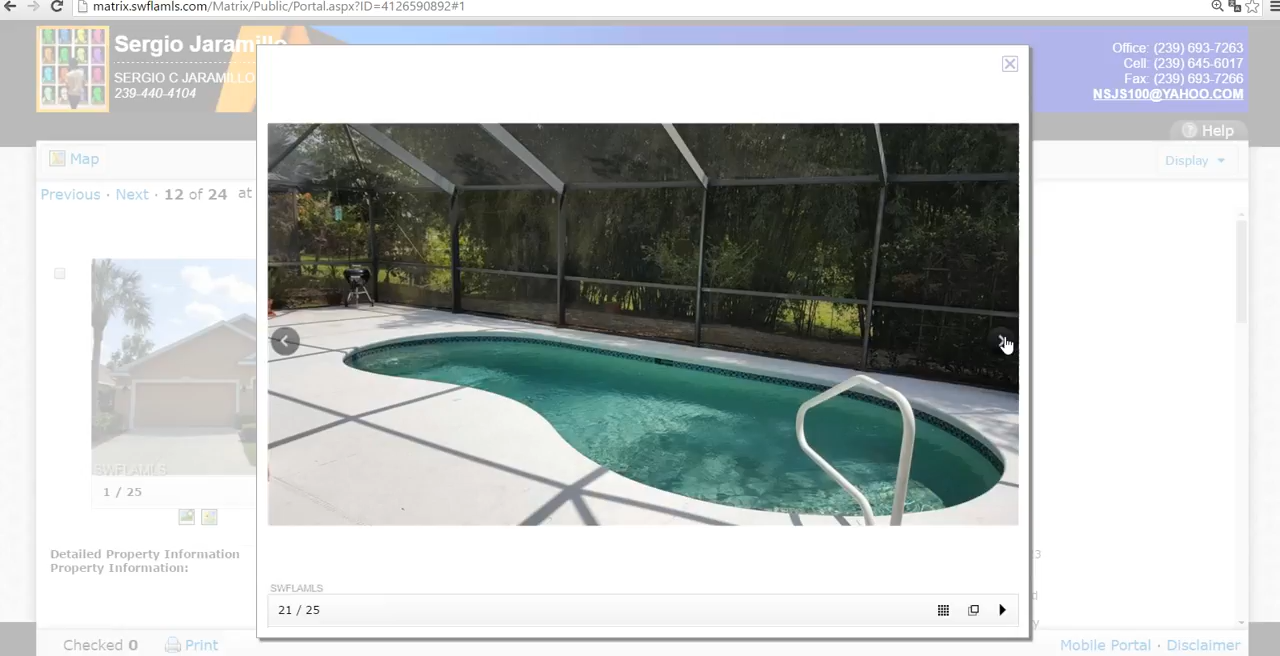 matrix.swflamls.com/Matrix/Public/Portal.aspx?ID=4126590892#1
Sergio Jaramillo
SERGIO C JARAMILLO
239-440-4104
Office: (239) 693-7263
Cell: (239) 645-6017
Fax: (239) 693-7266
NSJS100@YAHOO.COM
Help
Map
Display
Previous · Next · 12 of 24 at
SWFLAMLS
1 / 25
Detailed Property Information
Property Information:
SWFLAMLS
21 / 25
Checked 0
Print
Mobile Portal · Disclaimer